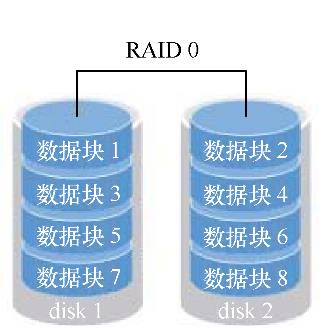 RAID 0
数据块 1
数据块 2
数据块 3
数据块 4
数据块 5
数据块 6
数据块 7
数据块 8
disk 1
disk 2